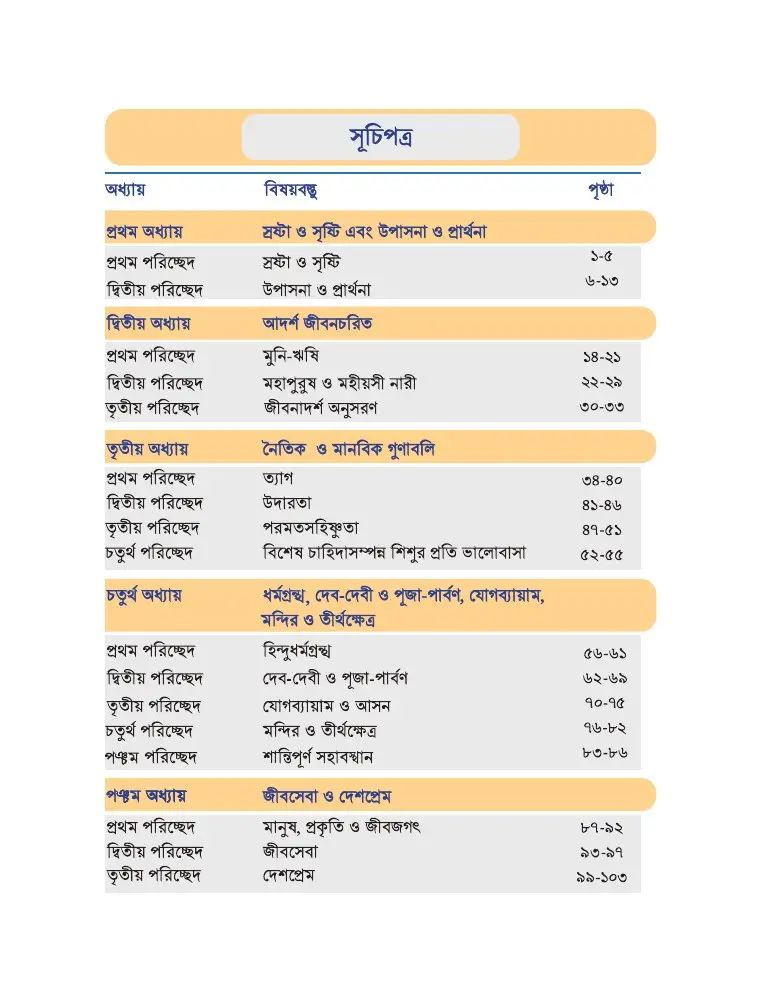 সূচিপত্র
অধ্যায় বিষয়বস্তু পৃষ্ঠা
প্রথম অধ্যায় স্রষ্টা ও সৃষ্টি এবং উপাসনা ও প্রার্থনা
প্রথম পরিচ্ছেদ স্রষ্টা ও সৃষ্টি ১-৫
দ্বিতীয় পরিচ্ছেদ উপাসনা ও প্রার্থনা ৬-১৩
দ্বিতীয় অধ্যায় আদর্শ জীবনচরিত
প্রথম পরিচ্ছেদ মুনি-ঋষি ১৪-২১
দ্বিতীয় পরিচ্ছেদ মহাপুরুষ ও মহীয়সী নারী ২২-২৯
তৃতীয় পরিচ্ছেদ জীবনাদর্শ অনুসরণ ৩০-৩৩
তৃতীয় অধ্যায় নৈতিক ও মানবিক গুণাবলি
প্রথম পরিচ্ছেদ ত্যাগ ৩৪-৪০
দ্বিতীয় পরিচ্ছেদ উদারতা ৪১-৪৬
তৃতীয় পরিচ্ছেদ পরমতসহিষ্ণুতা ৪৭-৫১
চতুর্থ পরিচ্ছেদ বিশেষ চাহিদাসম্পন্ন শিশুর প্রতি ভালোবাসা ৫২-৫৫
চতুর্থ অধ্যায় ধর্মগ্রন্থ, দেব-দেবী ও পূজা-পার্বণ, যোগব্যায়াম,
মন্দির ও তীর্থক্ষেত্র
প্রথম পরিচ্ছেদ হিন্দুধর্মগ্রন্থ ৫৬-৬১
দ্বিতীয় পরিচ্ছেদ দেব-দেবী ও পূজা-পার্বণ ৬২-৬৯
তৃতীয় পরিচ্ছেদ যোগব্যায়াম ও আসন ৭০-৭৫
চতুর্থ পরিচ্ছেদ মন্দির ও তীর্থক্ষেত্র ৭৬-৮২
পঞ্চম পরিচ্ছেদ শান্তিপূর্ণ সহাবস্থান ৮৩-৮৬
পঞ্চম অধ্যায় জীবসেবা ও দেশপ্রেম
প্রথম পরিচ্ছেদ মানুষ, প্রকৃতি ও জীবজগৎ ৮৭-৯২
দ্বিতীয় পরিচ্ছেদ জীবসেবা ৯৩-৯৭
তৃতীয় পরিচ্ছেদ দেশপ্রেম ৯৯-১০৩